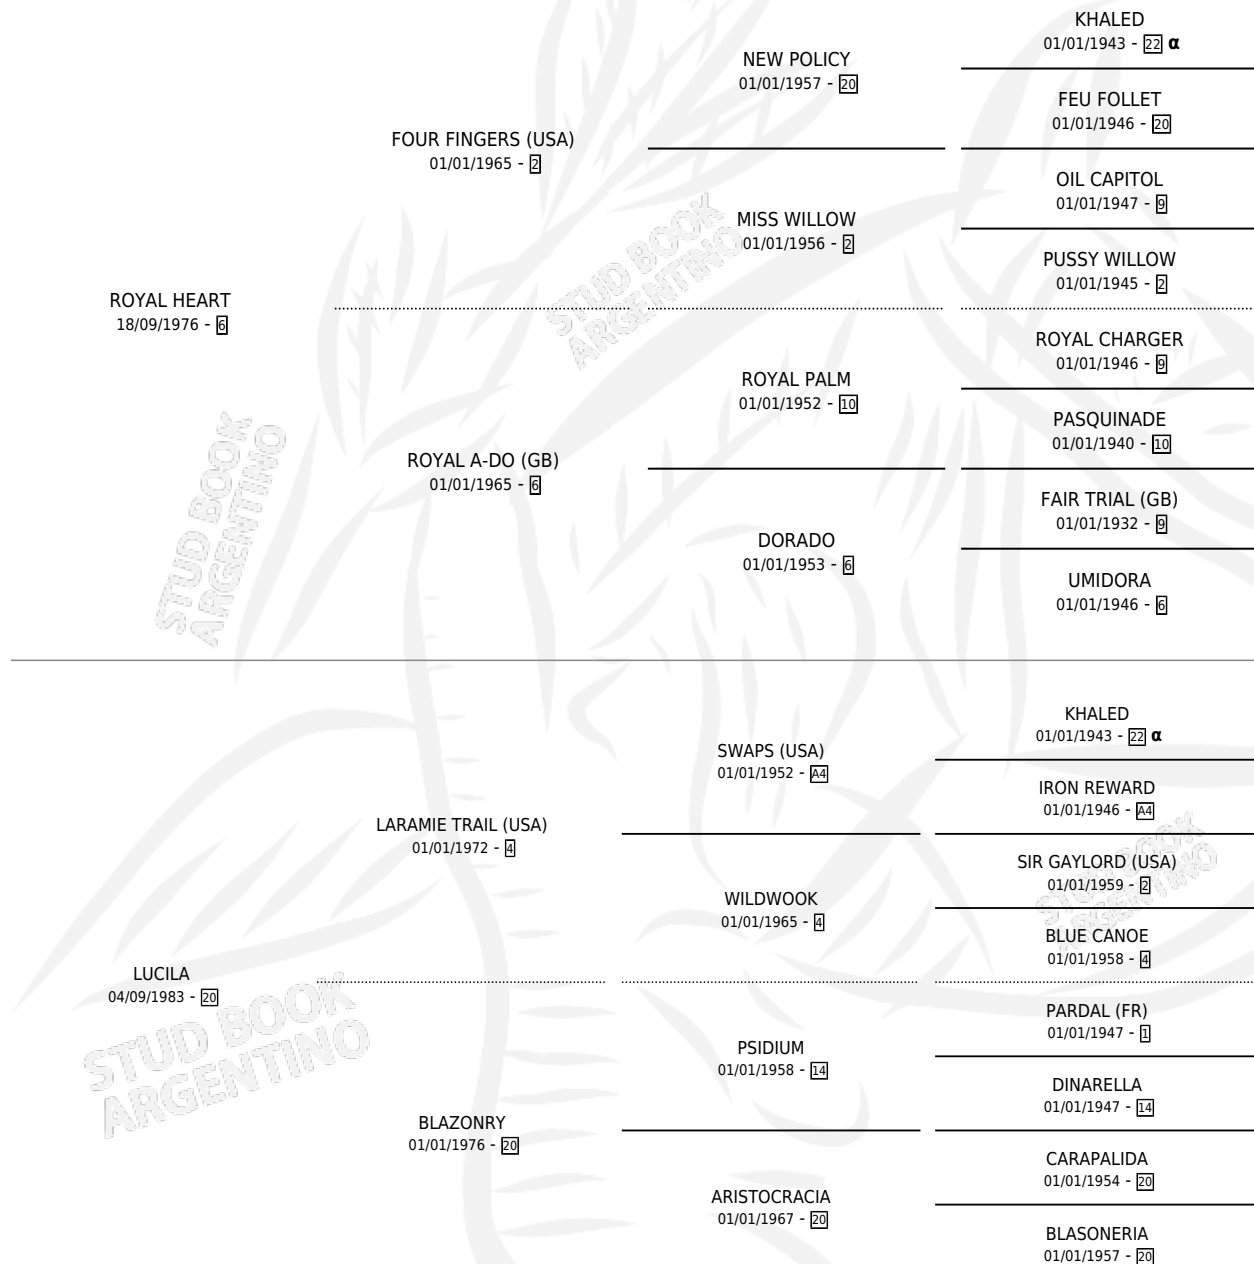 KHALED
01/01/1943 - 22 α
NEW POLICY
01/01/1957 - 20
FEU FOLLET
01/01/1946 - 20
FOUR FINGERS (USA)
01/01/1965 - 2
OIL CAPITOL
01/01/1947 - 9
MISS WILLOW
01/01/1956 - 2
PUSSY WILLOW
01/01/1945 - 2
ROYAL HEART
18/09/1976 - 6
ROYAL CHARGER
01/01/1946 - 9
ROYAL PALM
01/01/1952 - 10
PASQUINADE
01/01/1940 - 10
ROYAL A-DO (GB)
01/01/1965 - 6
FAIR TRIAL (GB)
01/01/1932 - 9
DORADO
01/01/1953 - 6
UMIDORA
01/01/1946 - 6
KHALED
01/01/1943 - 22 α
SWAPS (USA)
01/01/1952 - A4
IRON REWARD
01/01/1946 - A4
LARAMIE TRAIL (USA)
01/01/1972 - 4
SIR GAYLORD (USA)
01/01/1959 - 2
WILDWOOK
01/01/1965 - 4
BLUE CANOE
01/01/1958 - 4
LUCILA
04/09/1983 - 20
PARDAL (FR)
01/01/1947 - 1
PSIDIUM
01/01/1958 - 14
DINARELLA
01/01/1947 - 14
BLAZONRY
01/01/1976 - 20
CARAPALIDA
01/01/1954 - 20
ARISTOCRACIA
01/01/1967 - 20
BLASONERIA
01/01/1957 - 20
STUD BOOK
ARGENTINO
STUD BOOK
ARGENTINO
STUD BOOK
ARGENTINO
STUD BOOK
ARGENTINO